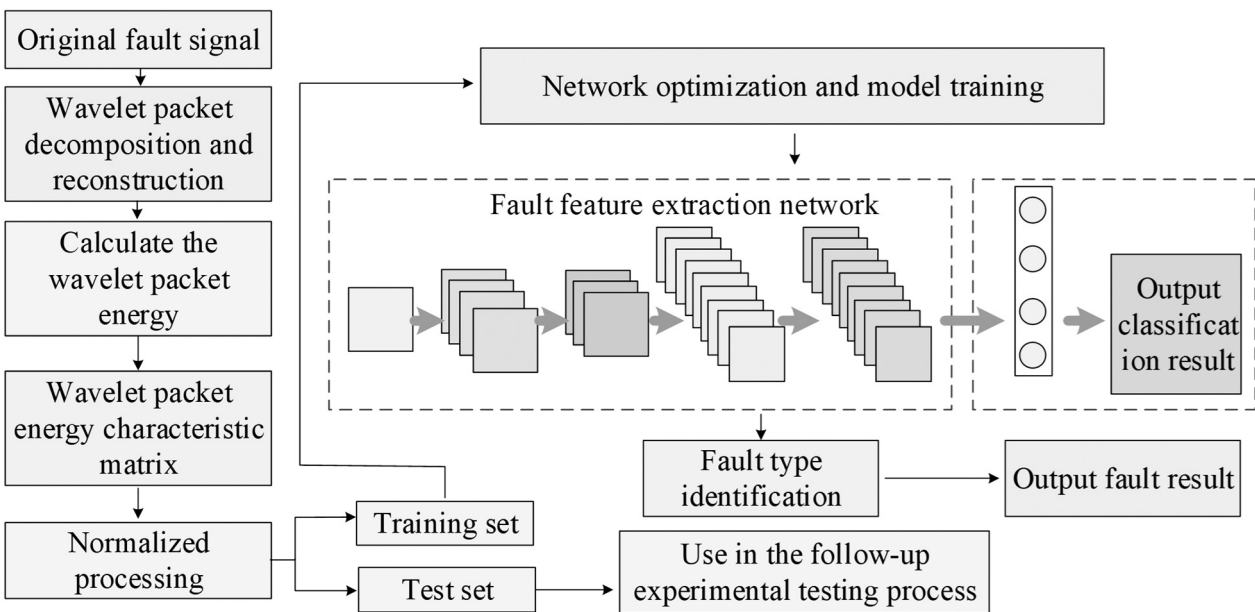 Original fault signal
Wavelet packet
decomposition and
reconstruction
Calculate the
wavelet packet
energy
Wavelet packet
energy characteristic
matrix
Normalized
processing
Training set
Test set
Network optimization and model training
Fault feature extraction network
Output
classificat
ion result
Fault type
identification
Output fault result
Use in the follow-up
experimental testing process